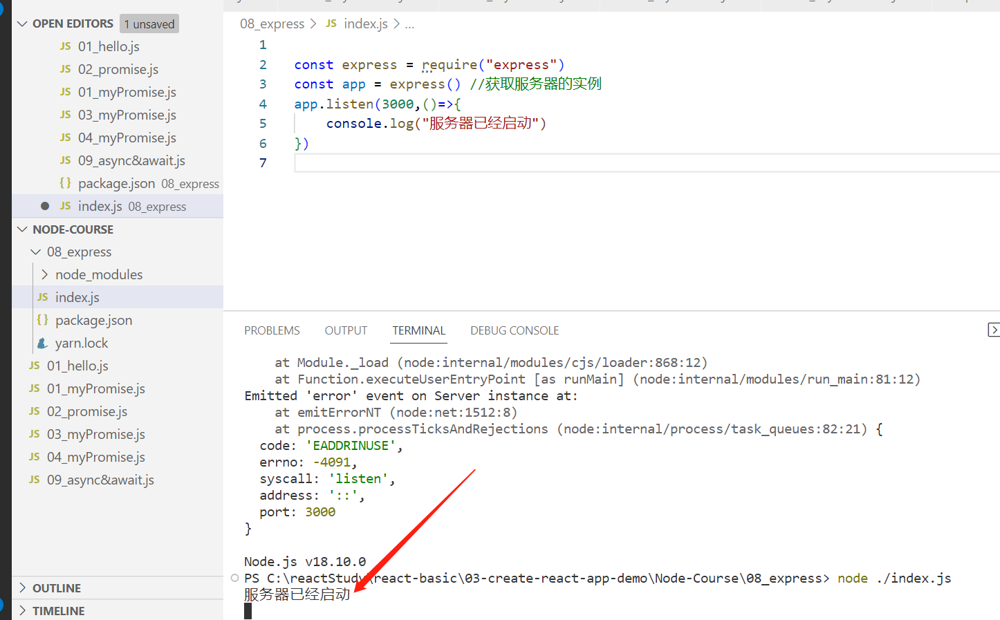 OPEN EDITORS 1 unsaved
JS 01_hello.js
JS 02_promise.js
JS 01_myPromise.js
JS 03_myPromise.js
JS 04_myPromise.js
JS 09_async&await.js
{} package.json 08_express
JS index.js 08_express
NODE-COURSE
08_express
node_modules
JS index.js
{} package.json
yarn.lock
JS 01_hello.js
JS 01_myPromise.js
JS 02_promise.js
JS 03_myPromise.js
JS 04_myPromise.js
JS 09_async&await.js
OUTLINE
TIMELINE
08_express > JS index.js > ...
1
2 const express = require("express")
3 const app = express() //获取服务器的实例
4 app.listen(3000,()=>{
5 console.log("服务器已经启动")
6 })
7
PROBLEMS OUTPUT TERMINAL DEBUG CONSOLE
at Module._load (node:internal/modules/cjs/loader:868:12)
at Function.executeUserEntryPoint [as runMain] (node:internal/modules/run_main:81:12)
Emitted 'error' event on Server instance at:
at emitErrorNT (node:net:1512:8)
at process.processTicksAndRejections (node:internal/process/task_queues:82:21) {
code: 'EADDRINUSE',
errno: -4091,
syscall: 'listen',
address: '::',
port: 3000
}
Node.js v18.10.0
PS C:\reactStudy\react-basic\03-create-react-app-demo\Node-Course\08_express> node ./index.js
服务器已经启动